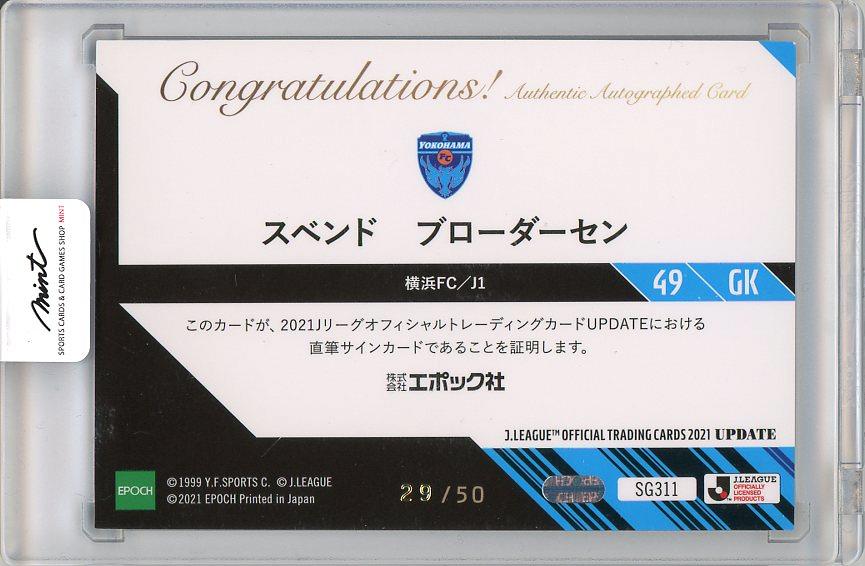 Congratulations! Authentic Autographed Card
YOKOHAMA
FC
スベンド ブローダーセン
横浜FC／J1
49 GK
このカードが、2021JリーグオフィシャルトレーディングカードUPDATEにおける
直筆サインカードであることを証明します。
株式会社エポック社
J.LEAGUE™ OFFICIAL TRADING CARDS 2021 UPDATE
EPOCH
©1999 Y.F.SPORTS C. © J.LEAGUE
©2021 EPOCH Printed in Japan
29/50
SG311
J.LEAGUE
OFFICIALLY
LICENSED
PRODUCTS
mint
SPORTS CARDS & CARD GAMES SHOP MINT